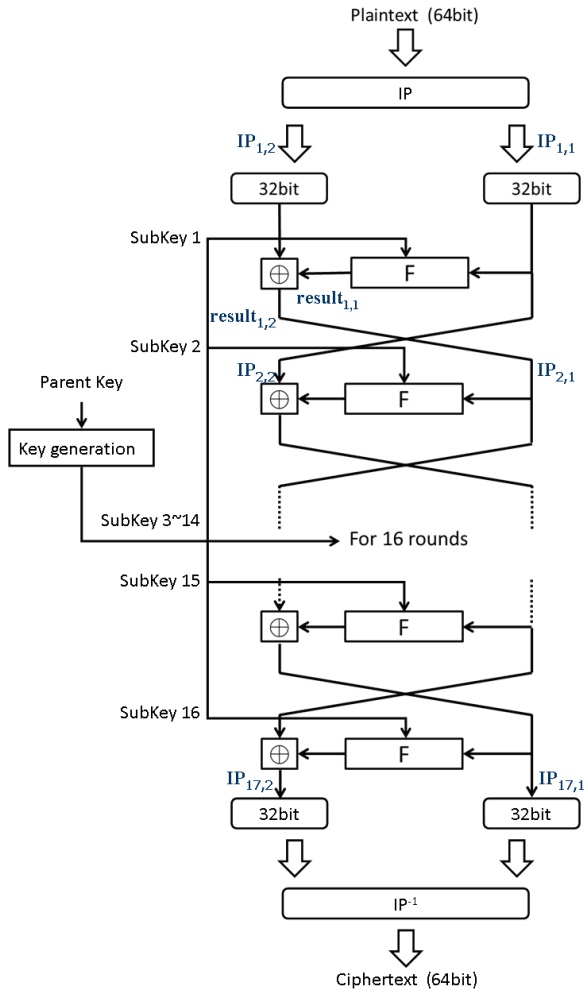 Plaintext (64bit)
IP
IP1,2
IP1,1
32bit
32bit
SubKey 1
F
result1,1
result1,2
SubKey 2
IP2,2
IP2,1
F
Parent Key
Key generation
SubKey 3~14
For 16 rounds
SubKey 15
F
SubKey 16
F
IP17,2
IP17,1
32bit
32bit
IP-1
Ciphertext (64bit)